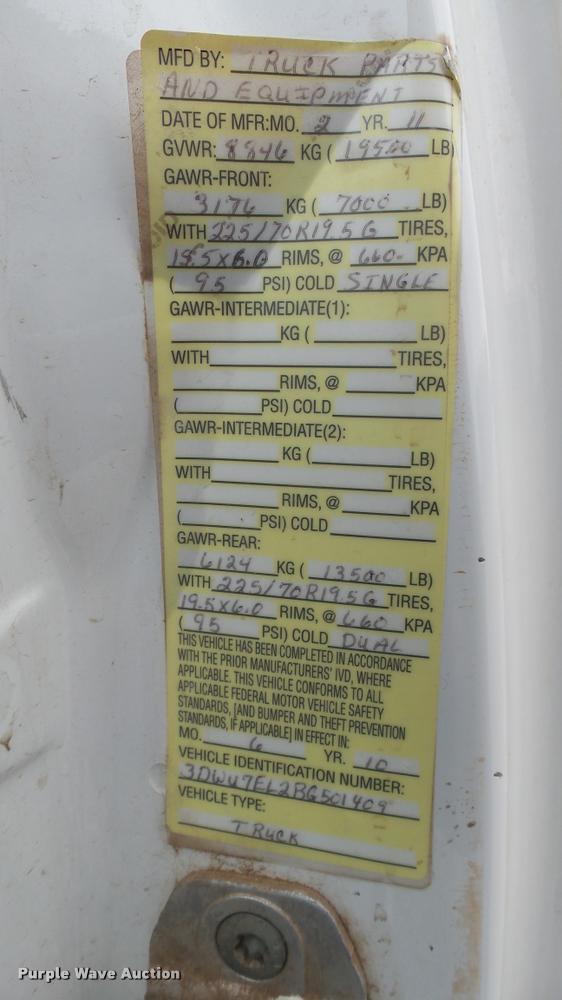 MFD BY: TRUCK PARTS
AND EQUIPMENT
DATE OF MFR:MO. 2 YR. 11
GVWR: 8846 KG ( 19500 LB)
GAWR-FRONT:
3176 KG ( 7000 LB)
WITH 225/70R19.5G TIRES,
19.5X6.0 RIMS, @ 660 KPA
( 95 PSI) COLD SINGLE
GAWR-INTERMEDIATE(1):
KG ( LB)
WITH TIRES,
RIMS, @ KPA
( PSI) COLD
GAWR-INTERMEDIATE(2):
KG ( LB)
WITH TIRES,
RIMS, @ KPA
( PSI) COLD
GAWR-REAR:
6124 KG ( 13500 LB)
WITH 225/70R19.5G TIRES,
19.5X6.0 RIMS, @ 660 KPA
( 95 PSI) COLD DUAL
THIS VEHICLE HAS BEEN COMPLETED IN ACCORDANCE
WITH THE PRIOR MANUFACTURERS' IVD, WHERE
APPLICABLE. THIS VEHICLE CONFORMS TO ALL
APPLICABLE FEDERAL MOTOR VEHICLE SAFETY
STANDARDS, [AND BUMPER AND THEFT PREVENTION
STANDARDS, IF APPLICABLE] IN EFFECT IN:
MO. 6 YR. 10
VEHICLE IDENTIFICATION NUMBER:
3DWU7EL2BG501409
VEHICLE TYPE:
TRUCK
Purple Wave Auction